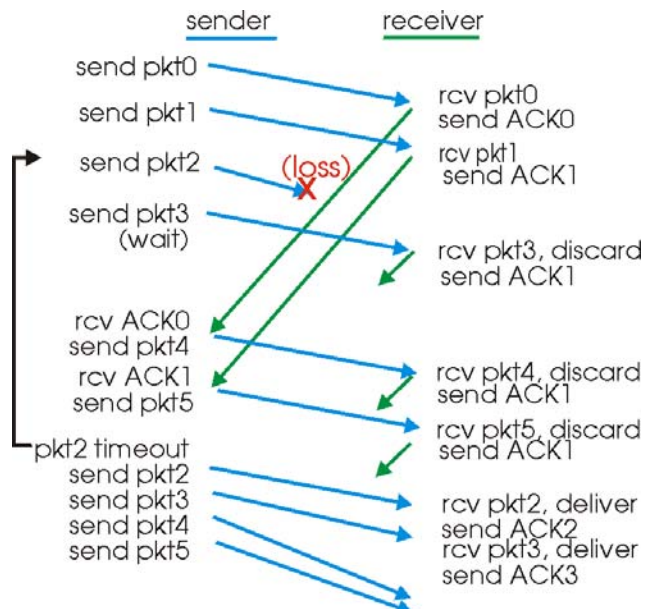 sender
receiver
send pkt0
send pkt1
send pkt2
(loss)
X
send pkt3
(wait)
rcv ACK0
send pkt4
rcv ACK1
send pkt5
pkt2 timeout
send pkt2
send pkt3
send pkt4
send pkt5
rcv pkt0
send ACK0
rcv pkt1
send ACK1
rcv pkt3, discard
send ACK1
rcv pkt4, discard
send ACK1
rcv pkt5, discard
send ACK1
rcv pkt2, deliver
send ACK2
rcv pkt3, deliver
send ACK3